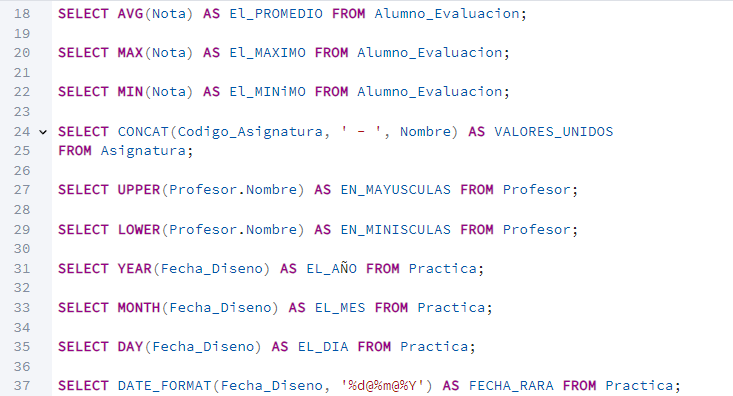 18 SELECT AVG(Nota) AS El_PROMEDIO FROM Alumno_Evaluacion;
19
20 SELECT MAX(Nota) AS El_MAXIMO FROM Alumno_Evaluacion;
21
22 SELECT MIN(Nota) AS El_MINiMO FROM Alumno_Evaluacion;
23
24 SELECT CONCAT(Codigo_Asignatura, ' - ', Nombre) AS VALORES_UNIDOS
25 FROM Asignatura;
26
27 SELECT UPPER(Profesor.Nombre) AS EN_MAYUSCULAS FROM Profesor;
28
29 SELECT LOWER(Profesor.Nombre) AS EN_MINISCULAS FROM Profesor;
30
31 SELECT YEAR(Fecha_Diseno) AS EL_AÑO FROM Practica;
32
33 SELECT MONTH(Fecha_Diseno) AS EL_MES FROM Practica;
34
35 SELECT DAY(Fecha_Diseno) AS EL_DIA FROM Practica;
36
37 SELECT DATE_FORMAT(Fecha_Diseno, '%d@%m@%Y') AS FECHA_RARA FROM Practica;